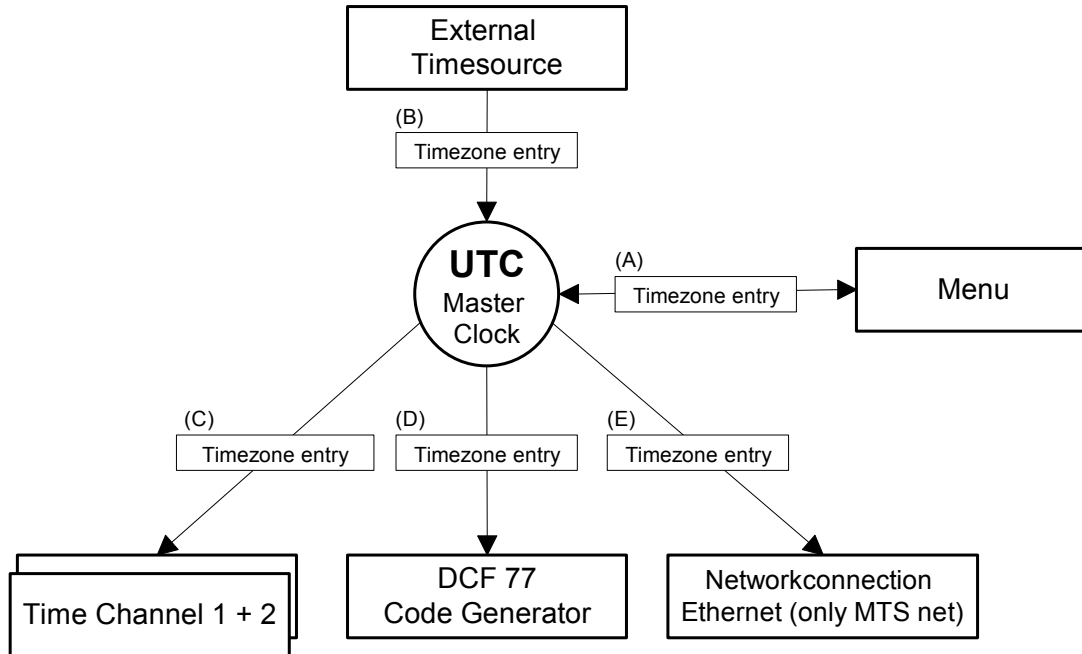 External
Timesource
(B)
Timezone entry
UTC
Master
Clock
(A)
Timezone entry
Menu
(C)
Timezone entry
(D)
Timezone entry
(E)
Timezone entry
Time Channel 1 + 2
DCF 77
Code Generator
Networkconnection
Ethernet (only MTS net)